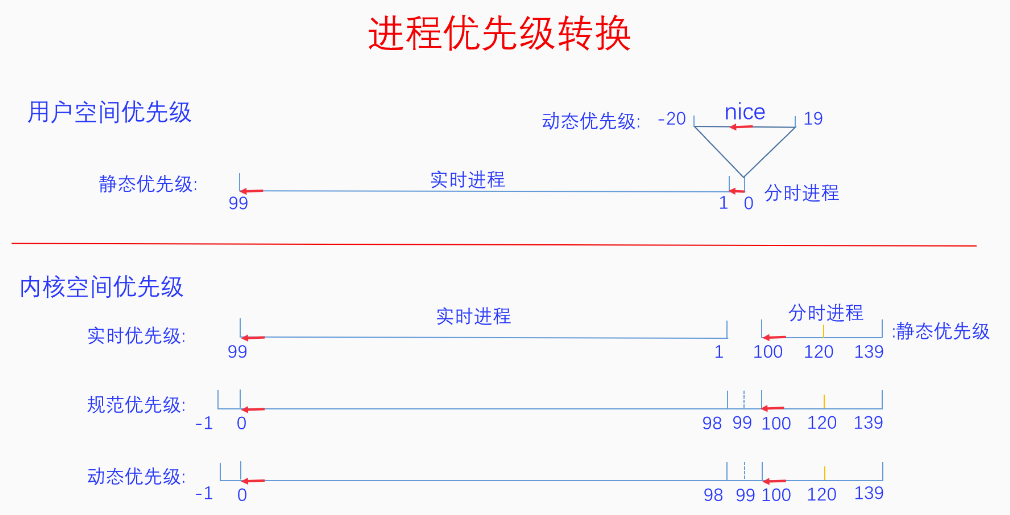 进程优先级转换
用户空间优先级
动态优先级: -20 nice 19
静态优先级: 99 实时进程 1 0 分时进程
内核空间优先级
实时优先级: 99 实时进程 1 100 分时进程 120 139 :静态优先级
规范优先级: -1 0 98 99 100 120 139
动态优先级: -1 0 98 99 100 120 139